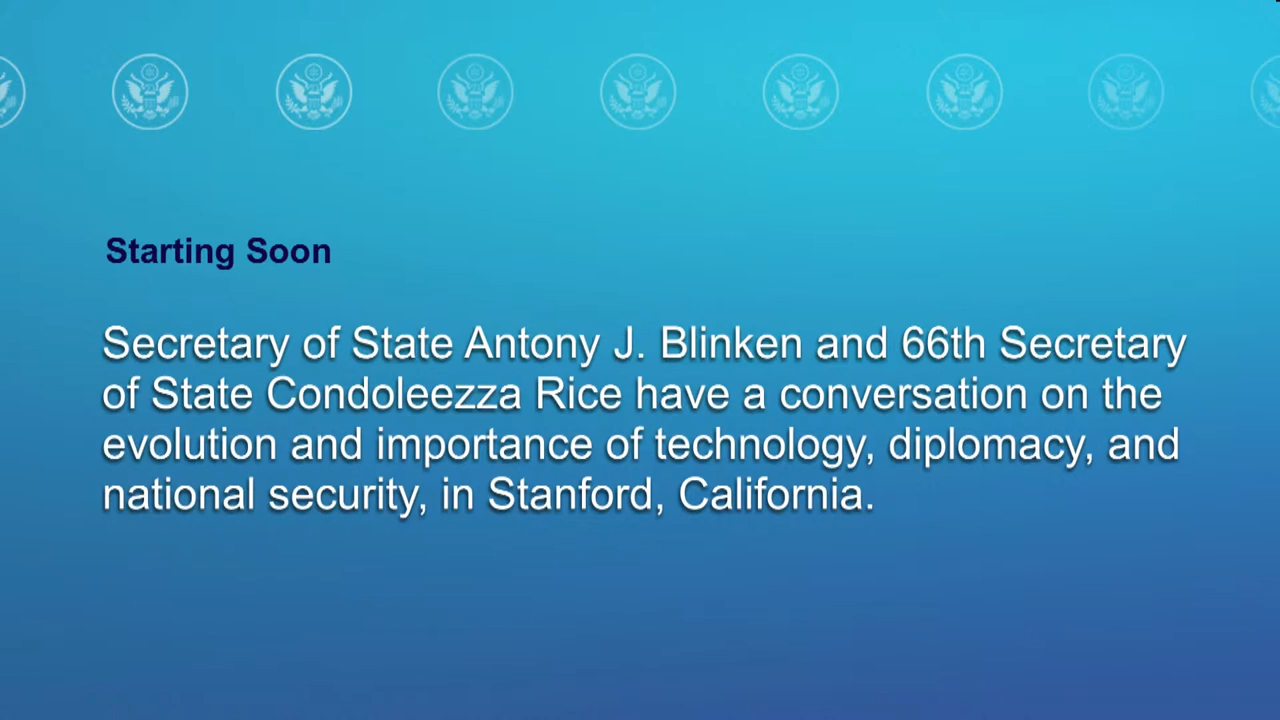 Starting Soon
Secretary of State Antony J. Blinken and 66th Secretary
of State Condoleezza Rice have a conversation on the
evolution and importance of technology, diplomacy, and
national security, in Stanford, California.